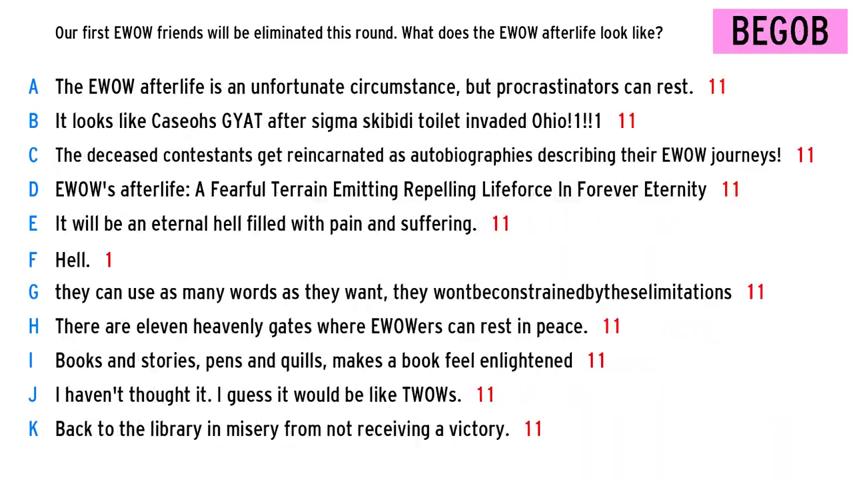 Our first EWOW friends will be eliminated this round. What does the EWOW afterlife look like?
BEGOB
A The EWOW afterlife is an unfortunate circumstance, but procrastinators can rest. 11
B It looks like Caseohs GYAT after sigma skibidi toilet invaded Ohio!1!!1 11
C The deceased contestants get reincarnated as autobiographies describing their EWOW journeys! 11
D EWOW's afterlife: A Fearful Terrain Emitting Repelling Lifeforce In Forever Eternity 11
E It will be an eternal hell filled with pain and suffering. 11
F Hell. 1
G they can use as many words as they want, they wontbeconstrainedbytheselimitations 11
H There are eleven heavenly gates where EWOWers can rest in peace. 11
I Books and stories, pens and quills, makes a book feel enlightened 11
J I haven't thought it. I guess it would be like TWOWs. 11
K Back to the library in misery from not receiving a victory. 11